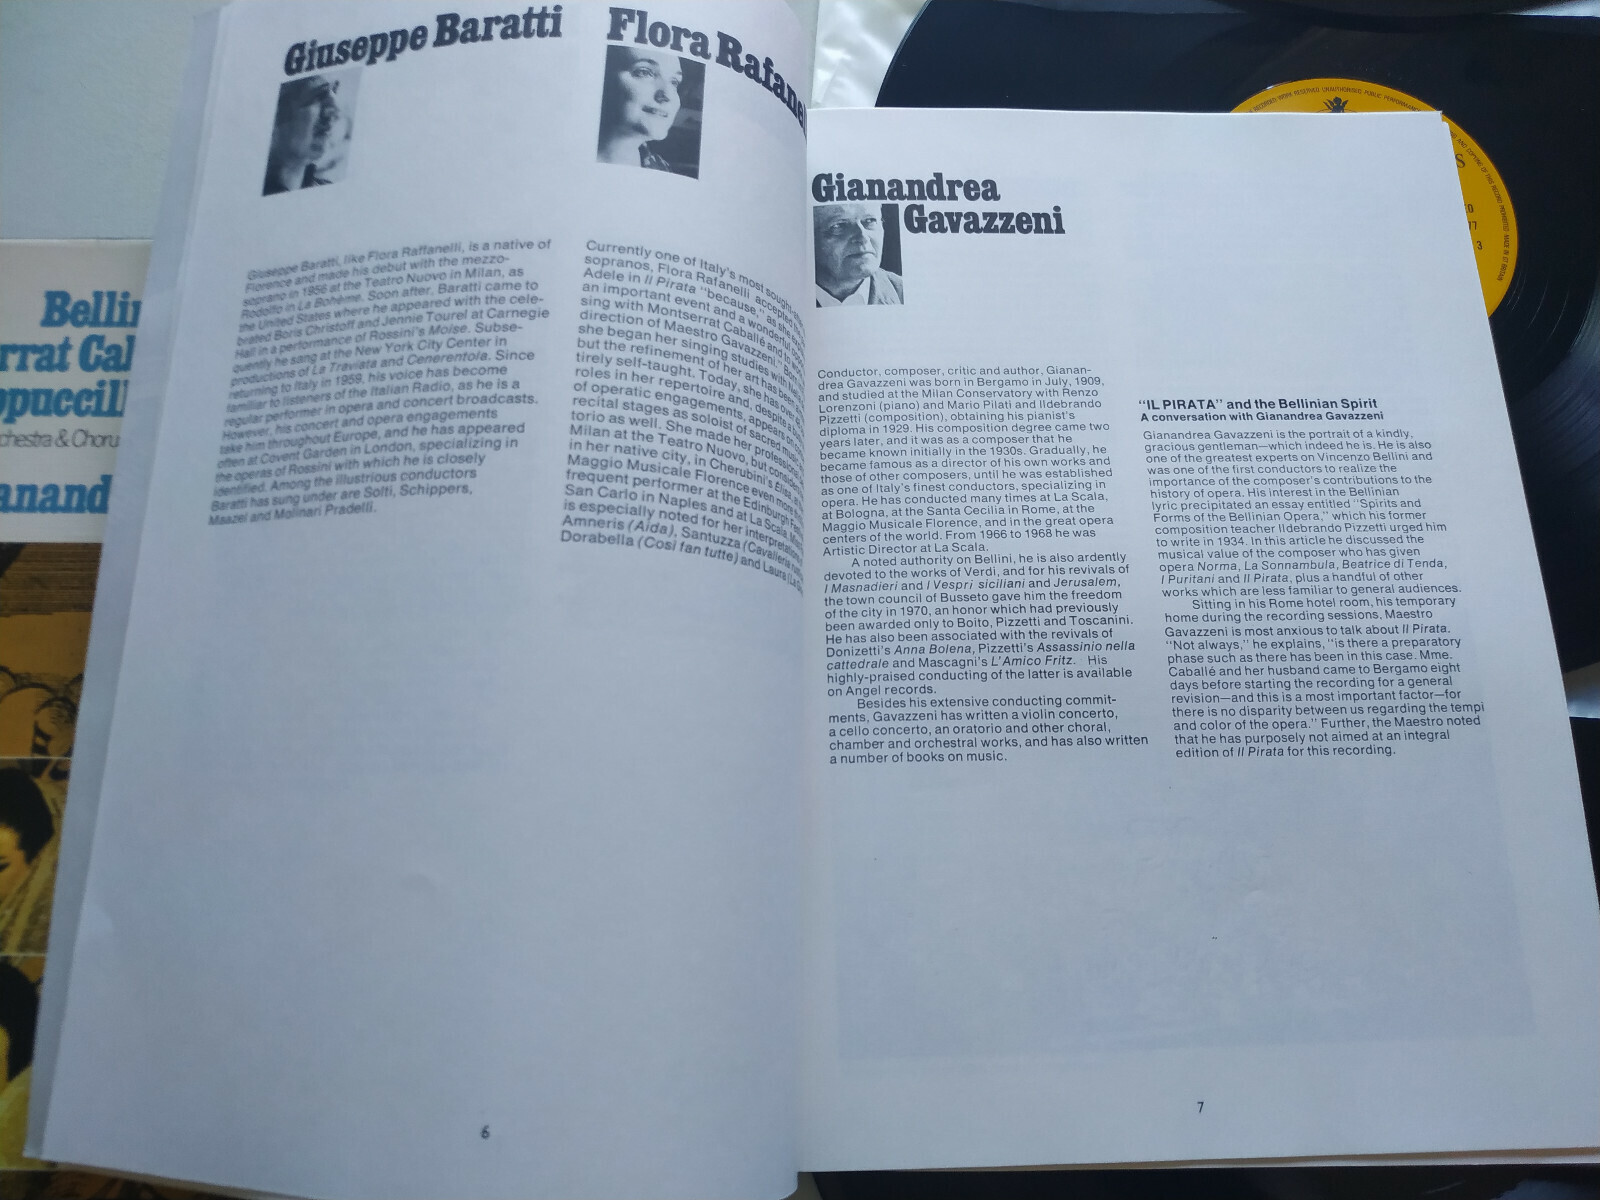 Giuseppe Baratti
Giuseppe Baratti, like Flora Raffanelli, is a native of
Florence and made his debut with the mezzo-
soprano in 1956 at the Teatro Nuovo in Milan, as
Rodolfo in La Bohème. Soon after, Baratti came to
the United States where he appeared with the cele-
brated Boris Christoff and Jennie Tourel at Carnegie
Hall in a performance of Rossini's Moise. Subse-
quently he sang at the New York City Center in
productions of La Traviata and Cenerentola. Since
returning to Italy in 1959, his voice has become
familiar to listeners of the Italian Radio, as he is a
regular performer in opera and concert broadcasts.
However, his concert and opera engagements
take him throughout Europe, and he has appeared
often at Covent Garden in London, specializing in
the operas of Rossini with which he is closely
identified. Among the illustrious conductors
Baratti has sung under are Solti, Schippers,
Maazel and Molinari Pradelli.
6
Flora Rafanel
Currently one of Italy's most sought-after
sopranos, Flora Rafanelli accepted the
Adele in Il Pirata "because," as she
an important event and a wonderful
sing with Montserrat Caballé and to
direction of Maestro Gavazzeni."
she began her singing studies with
but the refinement of her art has been
tirely self-taught. Today, she has over
roles in her repertoire and, despite a
of operatic engagements, appears on
recital stages as soloist of sacred music
torio as well. She made her professional
Milan at the Teatro Nuovo, but
in her native city, in Cherubini's Elisa,
Maggio Musicale Florence even more
frequent performer at the Edinburgh
San Carlo in Naples and at La Scala,
is especially noted for her interpretations
Amneris (Aida), Santuzza (Cavalleria
Dorabella (Così fan tutte) and Laura
Gianandrea
Gavazzeni
Conductor, composer, critic and author, Gianan-
drea Gavazzeni was born in Bergamo in July, 1909,
and studied at the Milan Conservatory with Renzo
Lorenzoni (piano) and Mario Pilati and Ildebrando
Pizzetti (composition), obtaining his pianist's
diploma in 1929. His composition degree came two
years later, and it was as a composer that he
became known initially in the 1930s. Gradually, he
became famous as a director of his own works and
those of other composers, until he was established
as one of Italy's finest conductors, specializing in
opera. He has conducted many times at La Scala,
at Bologna, at the Santa Cecilia in Rome, at the
Maggio Musicale Florence, and in the great opera
centers of the world. From 1966 to 1968 he was
Artistic Director at La Scala.
A noted authority on Bellini, he is also ardently
devoted to the works of Verdi, and for his revivals of
I Masnadieri and I Vespri siciliani and Jerusalem,
the town council of Busseto gave him the freedom
of the city in 1970, an honor which had previously
been awarded only to Boito, Pizzetti and Toscanini.
He has also been associated with the revivals of
Donizetti's Anna Bolena, Pizzetti's Assassinio nella
cattedrale and Mascagni's L'Amico Fritz. His
highly-praised conducting of the latter is available
on Angel records.
Besides his extensive conducting commit-
ments, Gavazzeni has written a violin concerto,
a cello concerto, an oratorio and other choral,
chamber and orchestral works, and has also written
a number of books on music.
"IL PIRATA" and the Bellinian Spirit
A conversation with Gianandrea Gavazzeni
Gianandrea Gavazzeni is the portrait of a kindly,
gracious gentleman—which indeed he is. He is also
one of the greatest experts on Vincenzo Bellini and
was one of the first conductors to realize the
importance of the composer's contributions to the
history of opera. His interest in the Bellinian
lyric precipitated an essay entitled "Spirits and
Forms of the Bellinian Opera," which his former
composition teacher Ildebrando Pizzetti urged him
to write in 1934. In this article he discussed the
musical value of the composer who has given
opera Norma, La Sonnambula, Beatrice di Tenda,
I Puritani and Il Pirata, plus a handful of other
works which are less familiar to general audiences.
Sitting in his Rome hotel room, his temporary
home during the recording sessions, Maestro
Gavazzeni is most anxious to talk about Il Pirata.
"Not always," he explains, "is there a preparatory
phase such as there has been in this case. Mme.
Caballé and her husband came to Bergamo eight
days before starting the recording for a general
revision—and this is a most important factor—for
there is no disparity between us regarding the tempi
and color of the opera." Further, the Maestro noted
that he has purposely not aimed at an integral
edition of Il Pirata for this recording.
7
Bellin
rrat Cal
ppuccil
chestra & Choru
anand